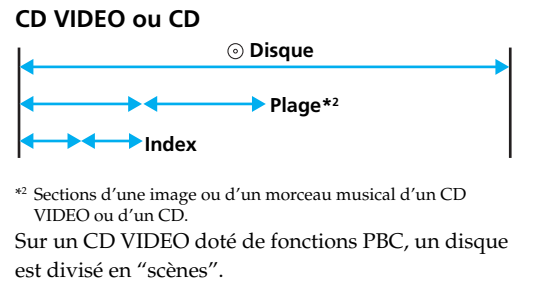 CD VIDEO ou CD
Disque
Plage*2
Index
*2 Sections d’une image ou d’un morceau musical d’un CD
VIDEO ou d’un CD.
Sur un CD VIDEO doté de fonctions PBC, un disque
est divisé en “scènes”.